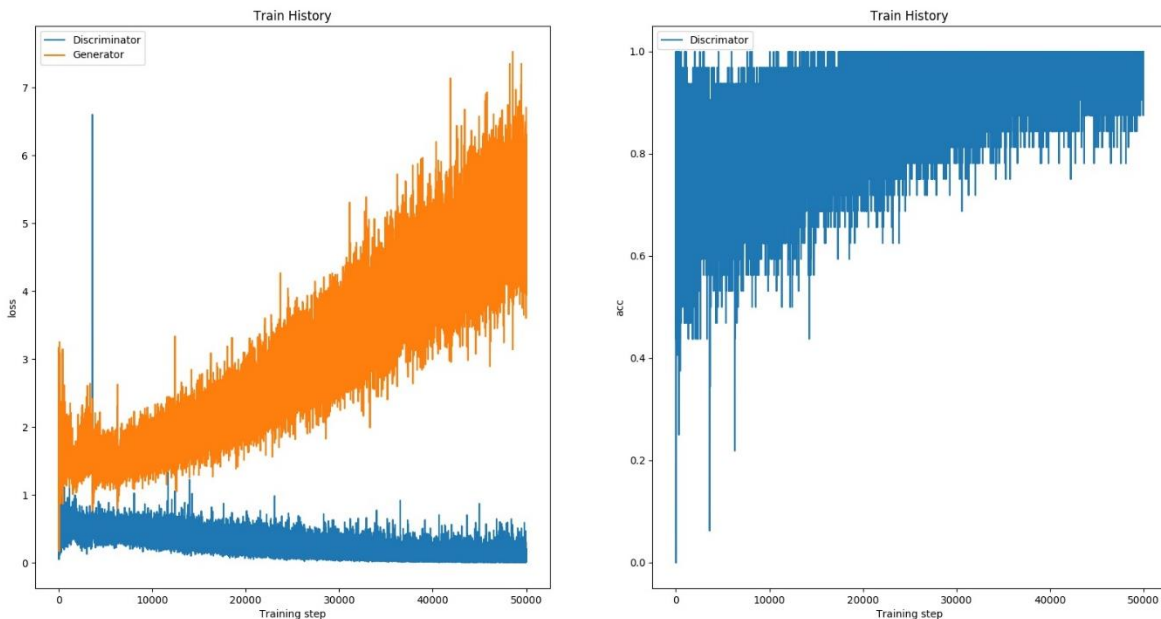 Train History
Discriminator
Generator
7
6
5
4
3
2
1
0
loss
0 10000 20000 30000 40000 50000
Training step
Train History
Discrimator
1.0
0.8
0.6
0.4
0.2
0.0
acc
0 10000 20000 30000 40000 50000
Training step